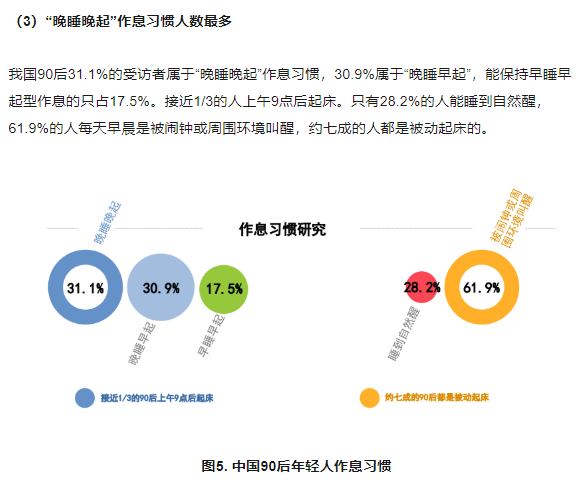 （3）“晚睡晚起”作息习惯人数最多
我国90后31.1%的受访者属于“晚睡晚起”作息习惯，30.9%属于“晚睡早起”，能保持早睡早
起型作息的只占17.5%。接近1/3的人上午9点后起床。只有28.2%的人能睡到自然醒，
61.9%的人每天早晨是被闹钟或周围环境叫醒，约七成的人都是被动起床的。
作息习惯研究
晚睡晚起
31.1%
30.9%
晚睡早起
17.5%
早睡早起
28.2%
睡到自然醒
被闹钟或周
围环境叫醒
61.9%
接近1/3的90后上午9点后起床
约七成的90后都是被动起床
图5. 中国90后年轻人作息习惯